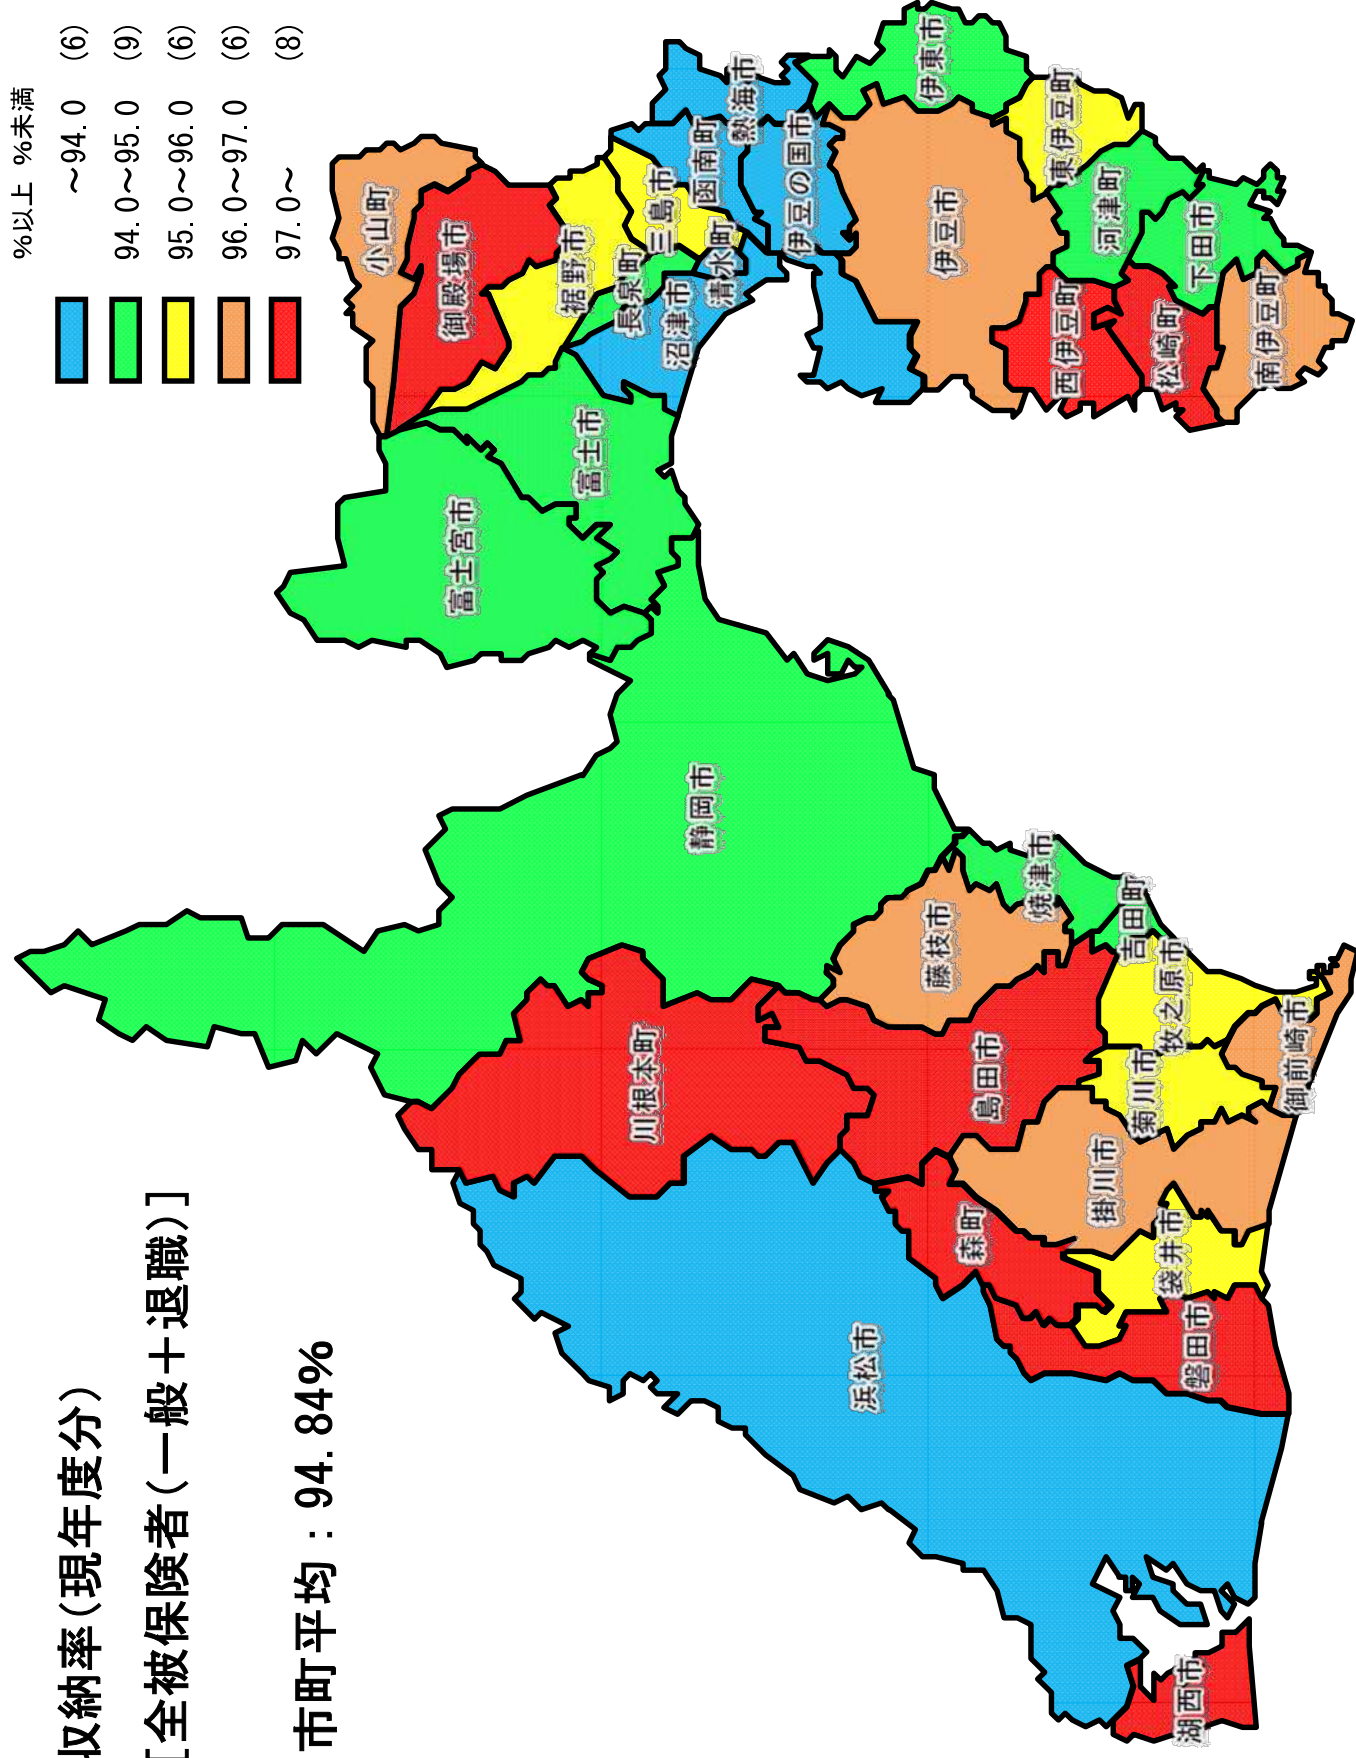 収納率(現年度分)
[全被保険者(一般＋退職)]
市町平均：94.84%
%以上 %未満
～94.0 (6)
94.0～95.0 (9)
95.0～96.0 (6)
96.0～97.0 (6)
97.0～ (8)
小山町
御殿場市
裾野市
三島市
長泉町
函南町
熱海市
清水町
沼津市
伊豆の国市
伊東市
伊豆市
東伊豆町
河津町
西伊豆町
下田市
松崎町
南伊豆町
富士宮市
富士市
静岡市
川根本町
藤枝市
焼津市
島田市
吉田町
牧之原市
菊川市
御前崎市
掛川市
森町
袋井市
磐田市
浜松市
湖西市